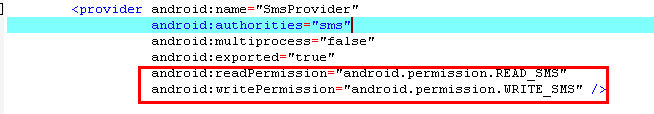 <provider android:name="SmsProvider"
android:authorities="sms"
android:multiprocess="false"
android:exported="true"
android:readPermission="android.permission.READ_SMS"
android:writePermission="android.permission.WRITE_SMS" />